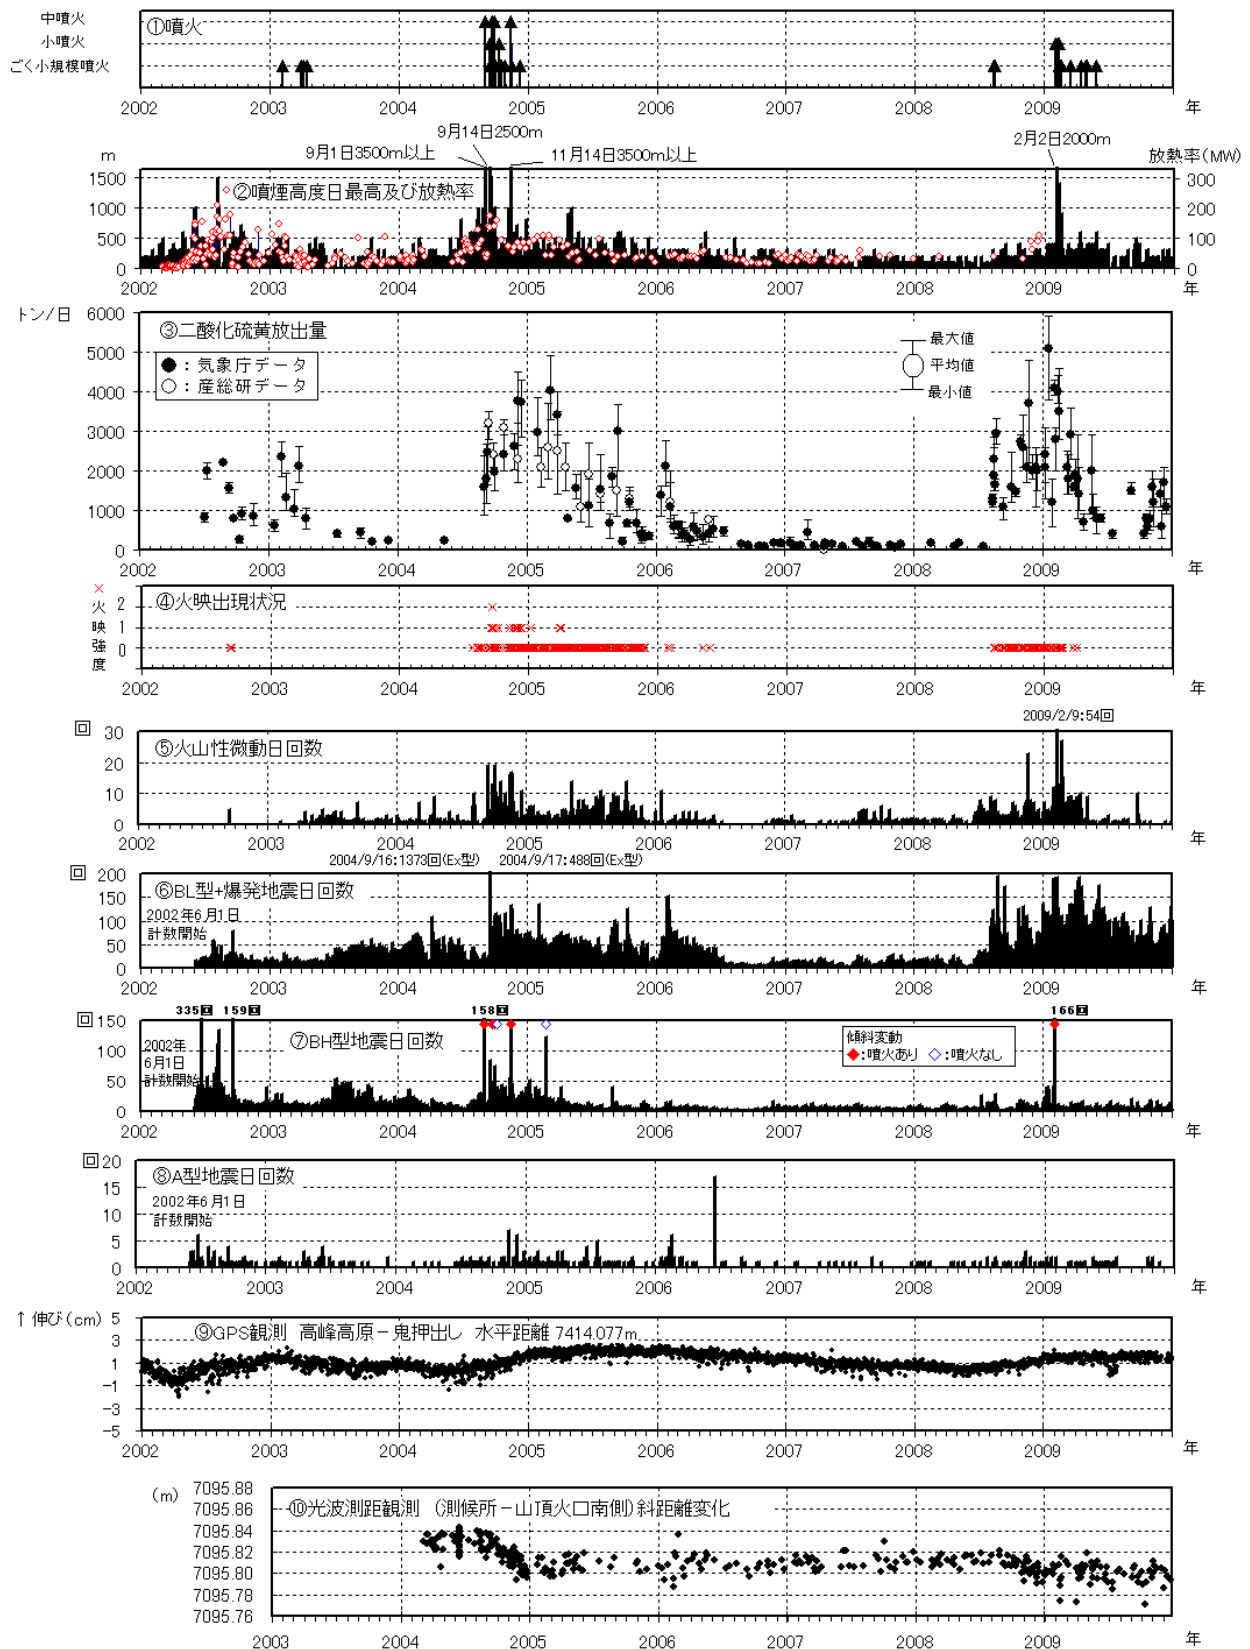 中噴火
小噴火
ごく小規模噴火
①噴火
2002 2003 2004 2005 2006 2007 2008 2009 年
9月14日2500m
9月1日3500m以上
11月14日3500m以上
2月2日2000m
m
放熱率(MW)
②噴煙高度日最高及び放熱率
1500
1000
500
0
300
200
100
0
2002 2003 2004 2005 2006 2007 2008 2009 年
トン/日
③二酸化硫黄放出量
●：気象庁データ
○：産総研データ
最大値
平均値
最小値
6000
5000
4000
3000
2000
1000
0
2002 2003 2004 2005 2006 2007 2008 2009 年
④火映出現状況
×火映強度
2
1
0
2002 2003 2004 2005 2006 2007 2008 2009 年
2009/2/9:54回
回
⑤火山性微動日回数
30
20
10
0
2002 2003 2004 2005 2006 2007 2008 2009 年
2004/9/16:1373回(Ex型) 2004/9/17:488回(Ex型)
回
⑥BL型+爆発地震日回数
2002年6月1日
計数開始
200
150
100
50
0
2002 2003 2004 2005 2006 2007 2008 2009 年
335回 159回 158回 166回
回
⑦BH型地震日回数
2002年
6月1日
計数開始
傾斜変動
◆:噴火あり ◇:噴火なし
150
100
50
0
2002 2003 2004 2005 2006 2007 2008 2009 年
回
⑧A型地震日回数
2002年6月1日
計数開始
20
15
10
5
0
2002 2003 2004 2005 2006 2007 2008 2009 年
↑伸び(cm)
⑨GPS観測 高峰高原－鬼押出し 水平距離 7414.077m
5
3
1
-1
-3
-5
2002 2003 2004 2005 2006 2007 2008 2009 年
(m)
⑩光波測距観測 (測候所－山頂火口南側)斜距離変化
7095.88
7095.86
7095.84
7095.82
7095.80
7095.78
7095.76
2003 2004 2005 2006 2007 2008 2009 年